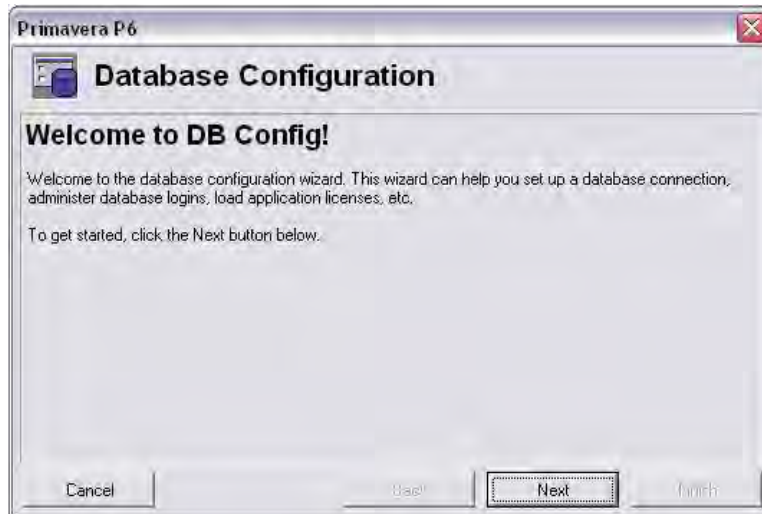 Primavera P6
Database Configuration
Welcome to DB Config!
Welcome to the database configuration wizard. This wizard can help you set up a database connection,
administer database logins, load application licenses, etc.
To get started, click the Next button below.
Cancel
Back
Next
Finish